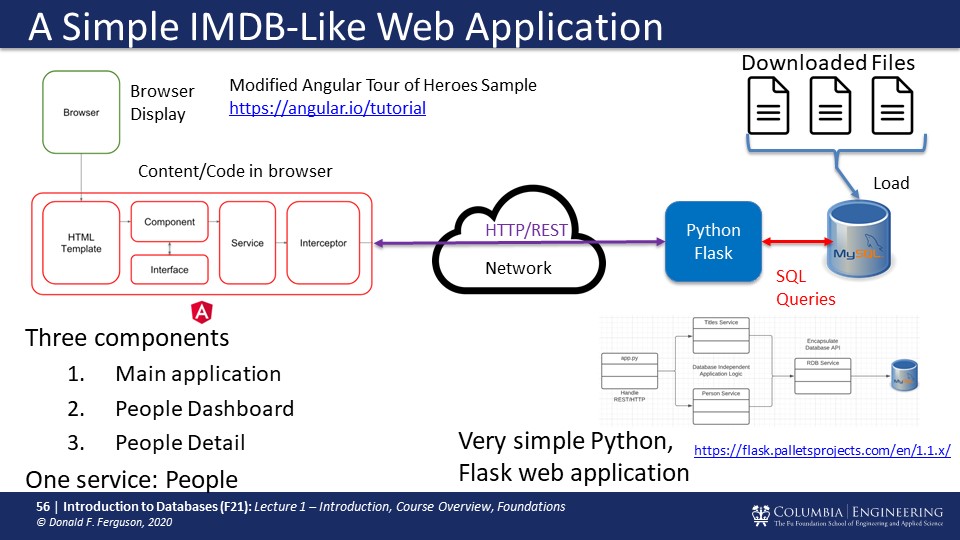 A Simple IMDB-Like Web Application
Browser
Browser
Display
Modified Angular Tour of Heroes Sample
https://angular.io/tutorial
Downloaded Files
Load
Content/Code in browser
HTML
Template
Component
Interface
Service
Interceptor
HTTP/REST
Network
Python
Flask
MySQL
SQL
Queries
A
Three components
1. Main application
2. People Dashboard
3. People Detail
One service: People
app.py
Handle
REST/HTTP
Titles Service
Database Independent
Application Logic
Person Service
Encapsulate
Database API
RDB Service
MySQL
Very simple Python,
Flask web application
https://flask.palletsprojects.com/en/1.1.x/
56 | Introduction to Databases (F21): Lecture 1 – Introduction, Course Overview, Foundations
© Donald F. Ferguson, 2020
COLUMBIA | ENGINEERING
The Fu Foundation School of Engineering and Applied Science